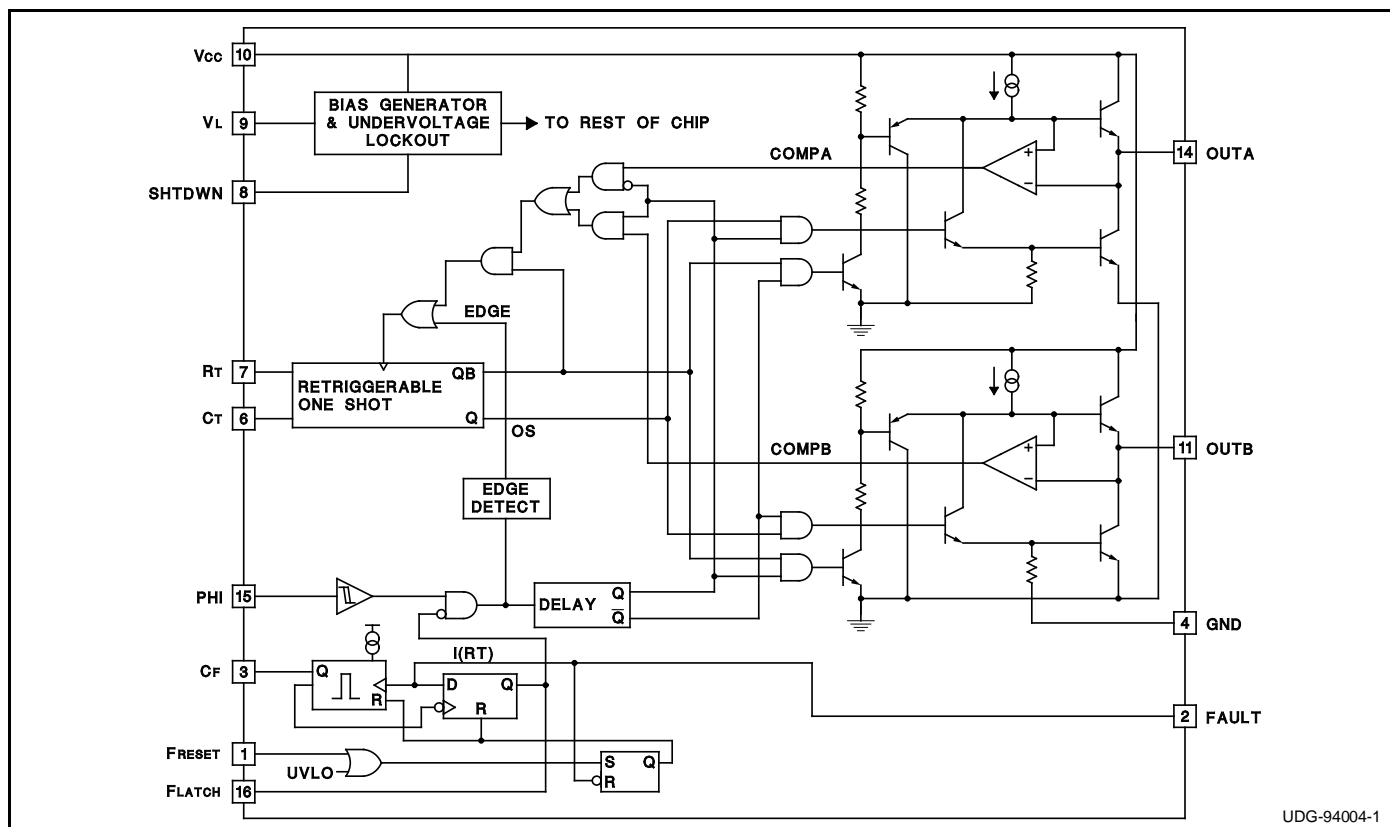 VCC 10
BIAS GENERATOR
& UNDERVOLTAGE
LOCKOUT
VL 9
TO REST OF CHIP
SHTDWN 8
COMPA
+
−
14 OUTA
EDGE
RT 7
RETRIGGERABLE
ONE SHOT
QB
Q
CT 6
OS
COMPB
+
−
11 OUTB
EDGE
DETECT
PHI 15
DELAY
Q
Q̅
4 GND
I(RT)
CF 3
Q
R
D
Q
R
2 FAULT
FRESET 1
UVLO
S
Q
R
FLATCH 16
UDG-94004-1